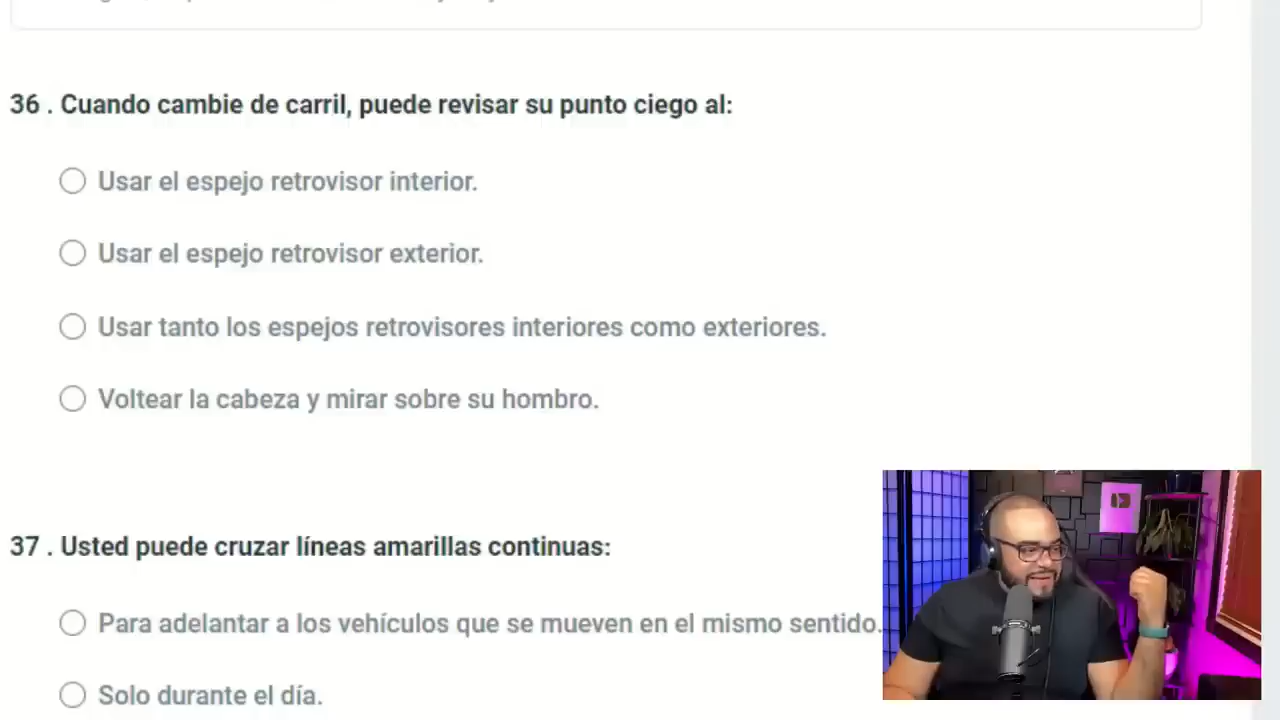 36 . Cuando cambie de carril, puede revisar su punto ciego al:
Usar el espejo retrovisor interior.
Usar el espejo retrovisor exterior.
Usar tanto los espejos retrovisores interiores como exteriores.
Voltear la cabeza y mirar sobre su hombro.
37 . Usted puede cruzar líneas amarillas continuas:
Para adelantar a los vehículos que se mueven en el mismo sentido.
Solo durante el día.